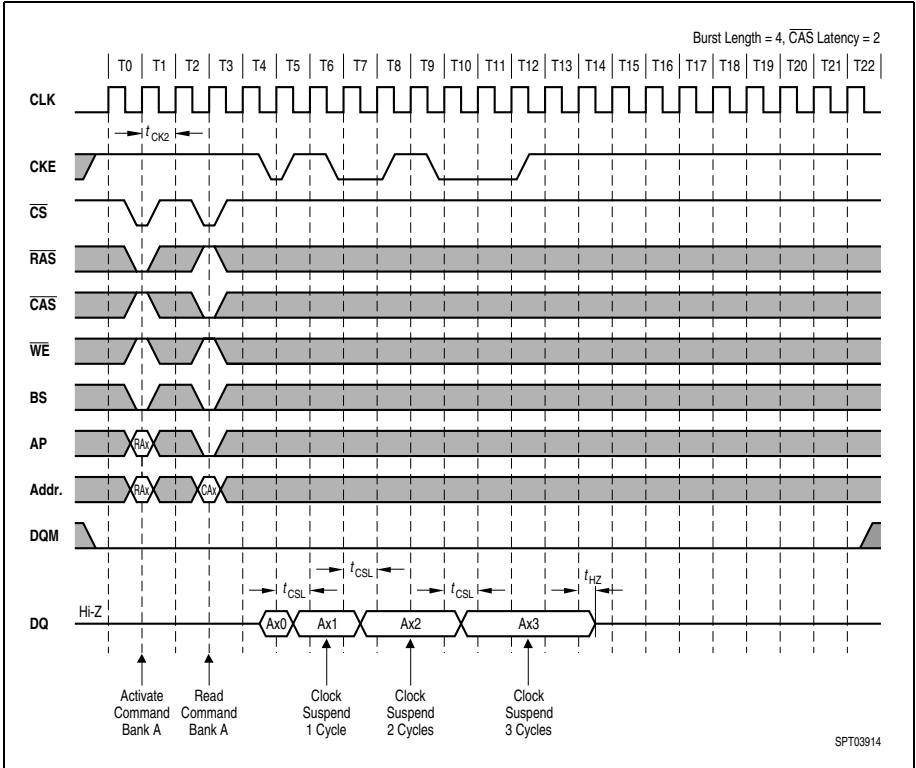 Burst Length = 4, CAS Latency = 2
T0 T1 T2 T3 T4 T5 T6 T7 T8 T9 T10 T11 T12 T13 T14 T15 T16 T17 T18 T19 T20 T21 T22
CLK
tCK2
CKE
CS
RAS
CAS
WE
BS
AP RAx
Addr. RAx CAx
DQM
tCSL tCSL tCSL tHZ
DQ Hi-Z Ax0 Ax1 Ax2 Ax3
Activate Command Bank A
Read Command Bank A
Clock Suspend 1 Cycle
Clock Suspend 2 Cycles
Clock Suspend 3 Cycles
SPT03914